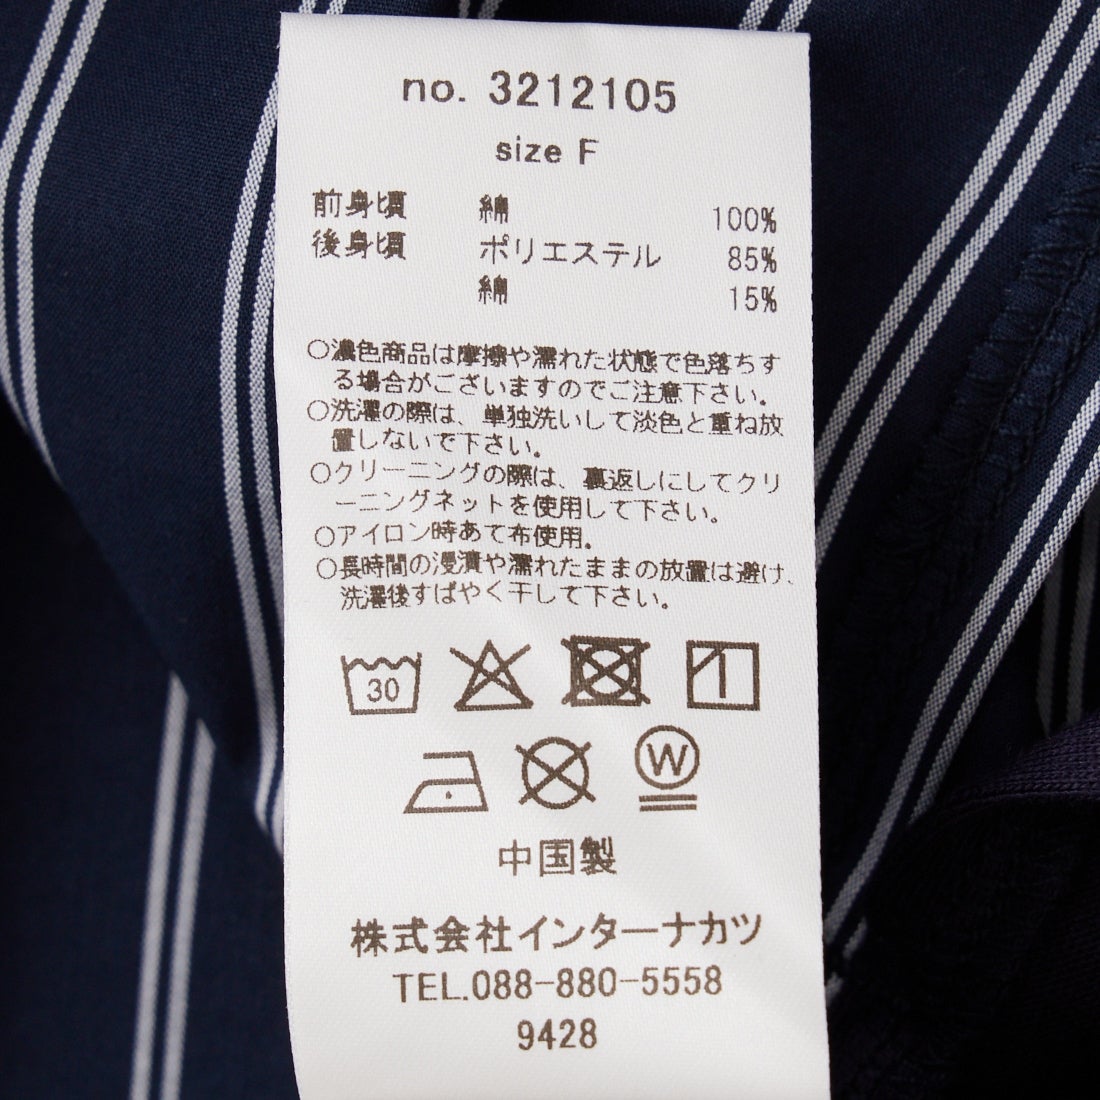 no. 3212105
size F
前身頃 綿 100%
後身頃 ポリエステル 85%
綿 15%
○濃色商品は摩擦や濡れた状態で色落ちす
る場合がございますのでご注意下さい。
○洗濯の際は、単独洗いして淡色と重ね放
置しないで下さい。
○クリーニングの際は、裏返しにしてクリ
ーニングネットを使用して下さい。
○アイロン時あて布使用。
○長時間の浸漬や濡れたままの放置は避け、
洗濯後すばやく干して下さい。
30
W
中国製
株式会社インターナカツ
TEL.088-880-5558
9428